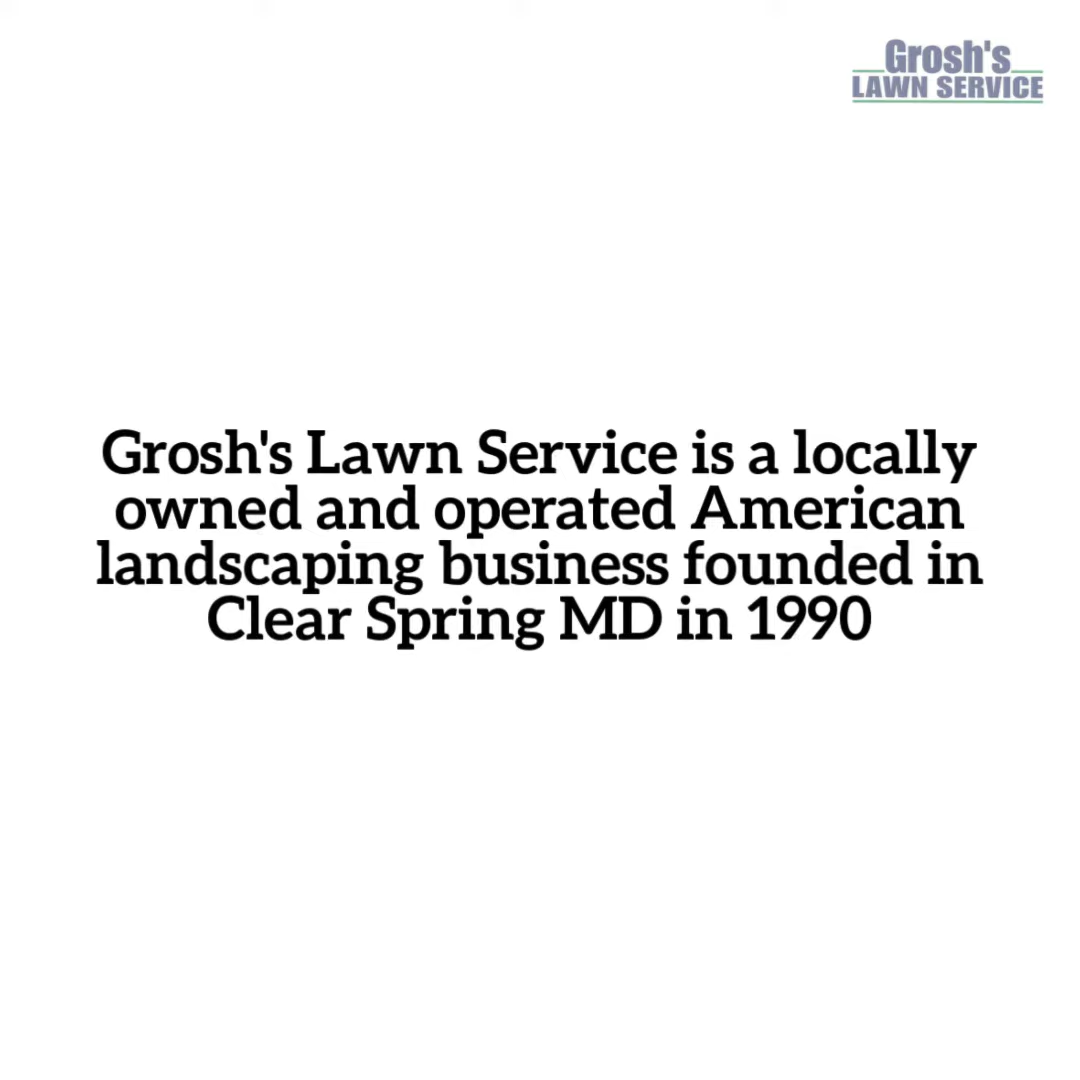 Grosh's
LAWN SERVICE
Grosh's Lawn Service is a locally
owned and operated American
landscaping business founded in
Clear Spring MD in 1990